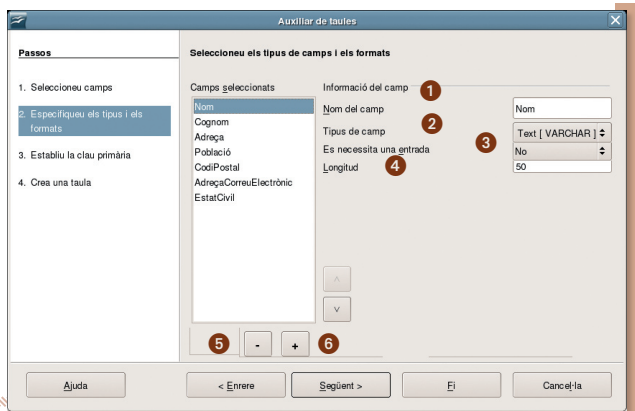 Auxiliar de taules
Passos
1. Seleccioneu camps
2. Especifiqueu els tipus i els
formats
3. Establiu la clau primària
4. Crea una taula
Seleccioneu els tipus de camps i els formats
Camps seleccionats
Nom
Cognom
Adreça
Població
CodiPostal
AdreçaCorreuElectrònic
EstatCivil
Informació del camp 1
Nom del camp Nom
2
Tipus de camp Text [ VARCHAR ]
Es necessita una entrada 3 No
Longitud 4 50
5 - + 6
Ajuda < Enrere Següent > Fi Cancel·la